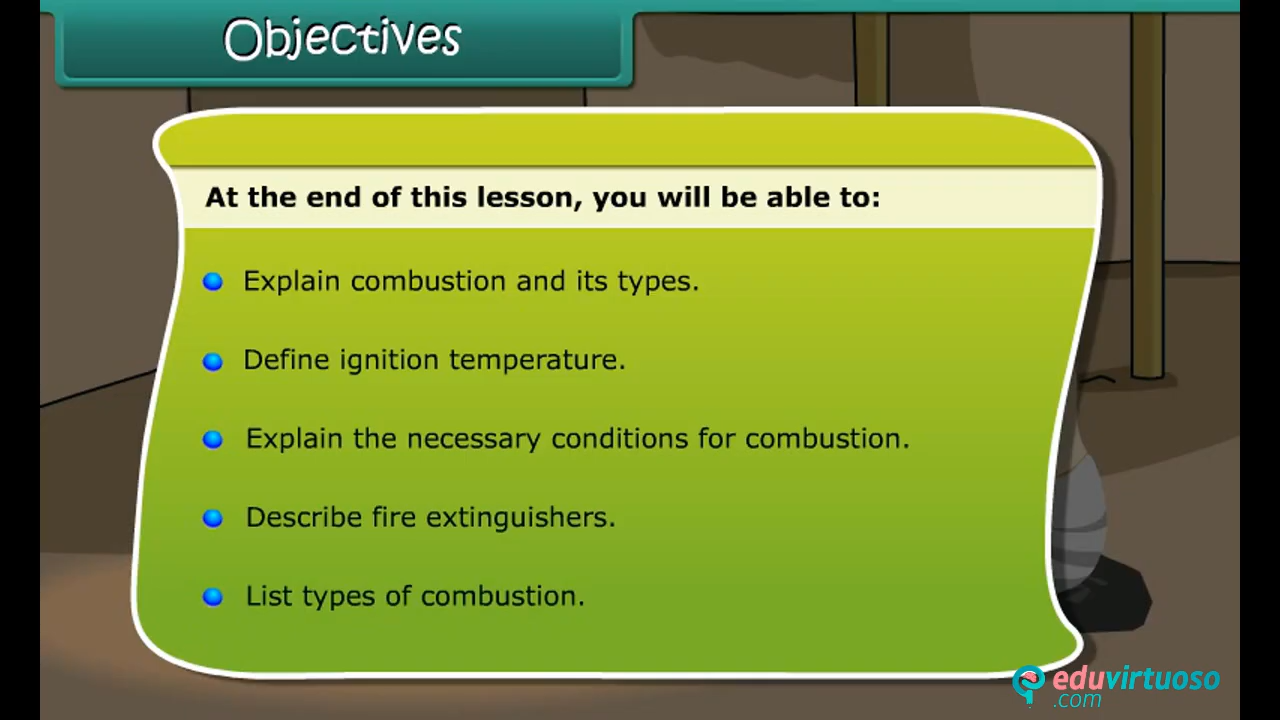 Objectives
At the end of this lesson, you will be able to:
Explain combustion and its types.
Define ignition temperature.
Explain the necessary conditions for combustion.
Describe fire extinguishers.
List types of combustion.
eduvirtuoso
.com